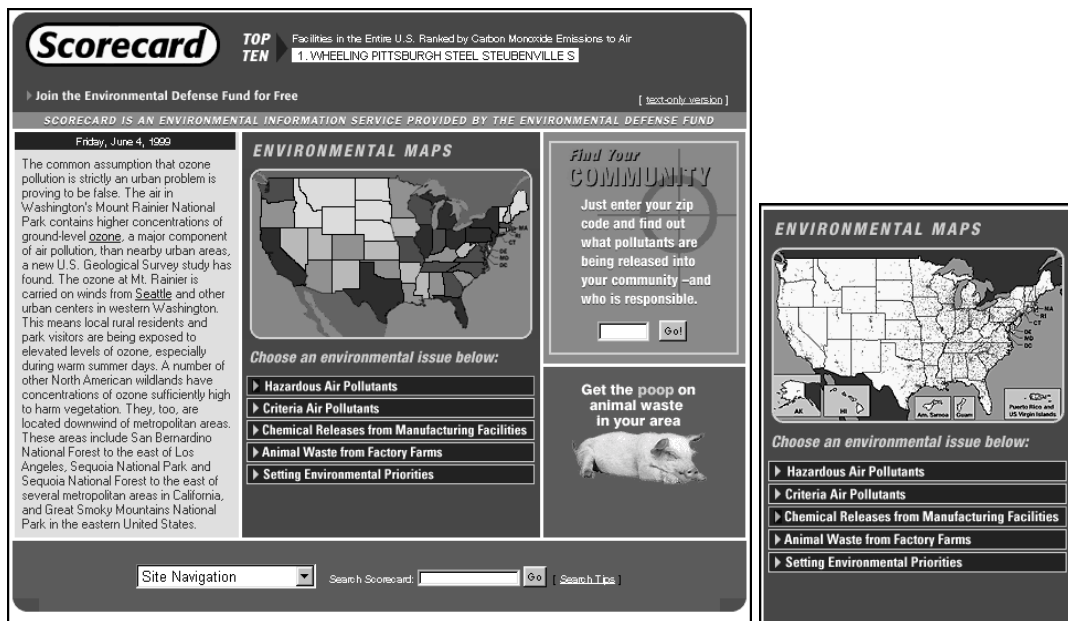 Scorecard
TOP
TEN
Facilities in the Entire U.S. Ranked by Carbon Monoxide Emissions to Air
1. WHEELING PITTSBURGH STEEL STEUBENVILLE S
Join the Environmental Defense Fund for Free
[ text-only version ]
SCORECARD IS AN ENVIRONMENTAL INFORMATION SERVICE PROVIDED BY THE ENVIRONMENTAL DEFENSE FUND
Friday, June 4, 1999
The common assumption that ozone
pollution is strictly an urban problem is
proving to be false. The air in
Washington's Mount Rainier National
Park contains higher concentrations of
ground-level ozone, a major component
of air pollution, than nearby urban areas,
a new U.S. Geological Survey study has
found. The ozone at Mt. Rainier is
carried on winds from Seattle and other
urban centers in western Washington.
This means local rural residents and
park visitors are being exposed to
elevated levels of ozone, especially
during warm summer days. A number of
other North American wildlands have
concentrations of ozone sufficiently high
to harm vegetation. They, too, are
located downwind of metropolitan areas.
These areas include San Bernardino
National Forest to the east of Los
Angeles, Sequoia National Park and
Sequoia National Forest to the east of
several metropolitan areas in California,
and Great Smoky Mountains National
Park in the eastern United States.
ENVIRONMENTAL MAPS
MA
RI
CT
DE
MD
DC
Choose an environmental issue below:
Hazardous Air Pollutants
Criteria Air Pollutants
Chemical Releases from Manufacturing Facilities
Animal Waste from Factory Farms
Setting Environmental Priorities
Find Your
COMMUNITY
Just enter your zip
code and find out
what pollutants are
being released into
your community –and
who is responsible.
Go!
Get the poop on
animal waste
in your area
Site Navigation
Search Scorecard:
Go
[ Search Tips ]
ENVIRONMENTAL MAPS
MA
RI
CT
DE
MD
DC
AK
HI
Am. Samoa
Guam
Puerto Rico and
US Virgin Islands
Choose an environmental issue below:
Hazardous Air Pollutants
Criteria Air Pollutants
Chemical Releases from Manufacturing Facilities
Animal Waste from Factory Farms
Setting Environmental Priorities